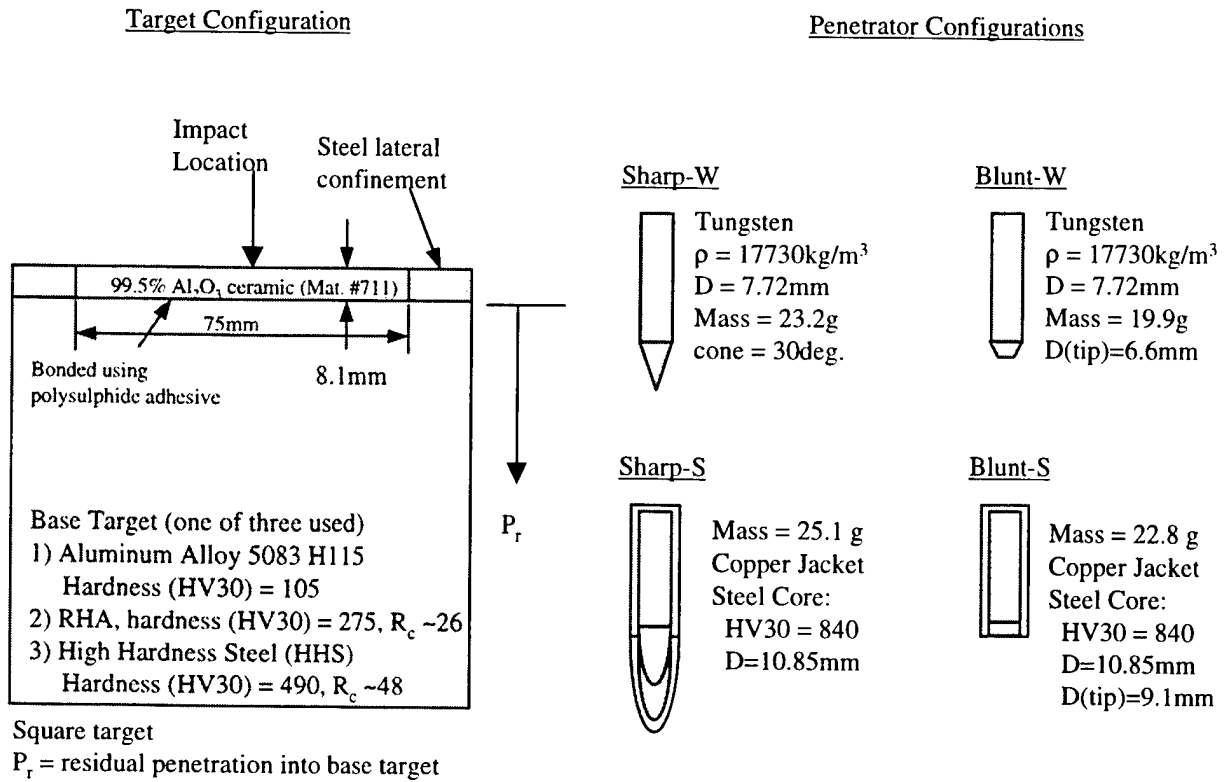 Target Configuration
Penetrator Configurations
Impact
Location
Steel lateral
confinement
99.5% Al₂O₃ ceramic (Mat. #711)
75mm
Bonded using
polysulphide adhesive
8.1mm
P_r
Base Target (one of three used)
1) Aluminum Alloy 5083 H115
Hardness (HV30) = 105
2) RHA, hardness (HV30) = 275, R_c ~26
3) High Hardness Steel (HHS)
Hardness (HV30) = 490, R_c ~48
Square target
P_r = residual penetration into base target
Sharp-W
Tungsten
ρ = 17730kg/m³
D = 7.72mm
Mass = 23.2g
cone = 30deg.
Blunt-W
Tungsten
ρ = 17730kg/m³
D = 7.72mm
Mass = 19.9g
D(tip)=6.6mm
Sharp-S
Mass = 25.1 g
Copper Jacket
Steel Core:
HV30 = 840
D=10.85mm
Blunt-S
Mass = 22.8 g
Copper Jacket
Steel Core:
HV30 = 840
D=10.85mm
D(tip)=9.1mm